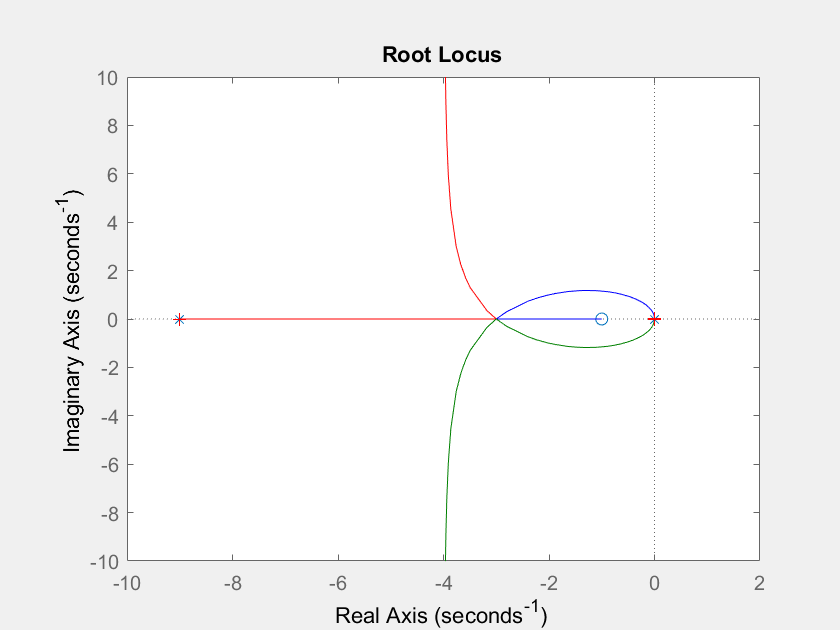 Root Locus
10
8
6
4
2
0
-2
-4
-6
-8
-10
Imaginary Axis (seconds⁻¹)
-10 -8 -6 -4 -2 0 2
Real Axis (seconds⁻¹)